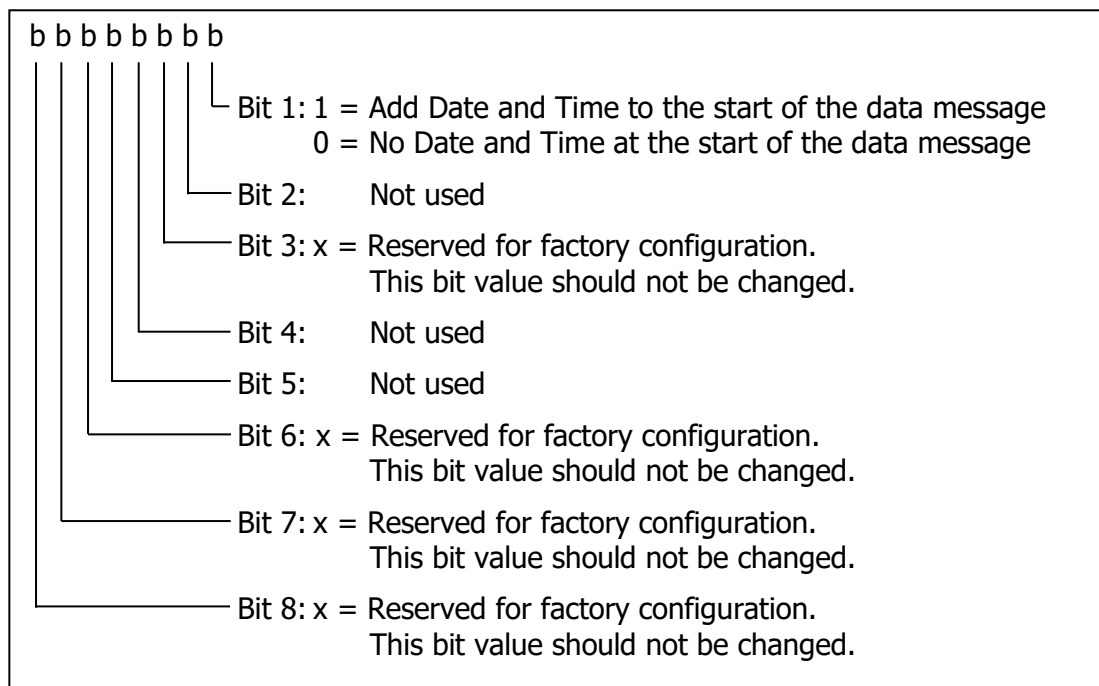 b b b b b b b b
Bit 1: 1 = Add Date and Time to the start of the data message
0 = No Date and Time at the start of the data message
Bit 2: Not used
Bit 3: x = Reserved for factory configuration.
This bit value should not be changed.
Bit 4: Not used
Bit 5: Not used
Bit 6: x = Reserved for factory configuration.
This bit value should not be changed.
Bit 7: x = Reserved for factory configuration.
This bit value should not be changed.
Bit 8: x = Reserved for factory configuration.
This bit value should not be changed.